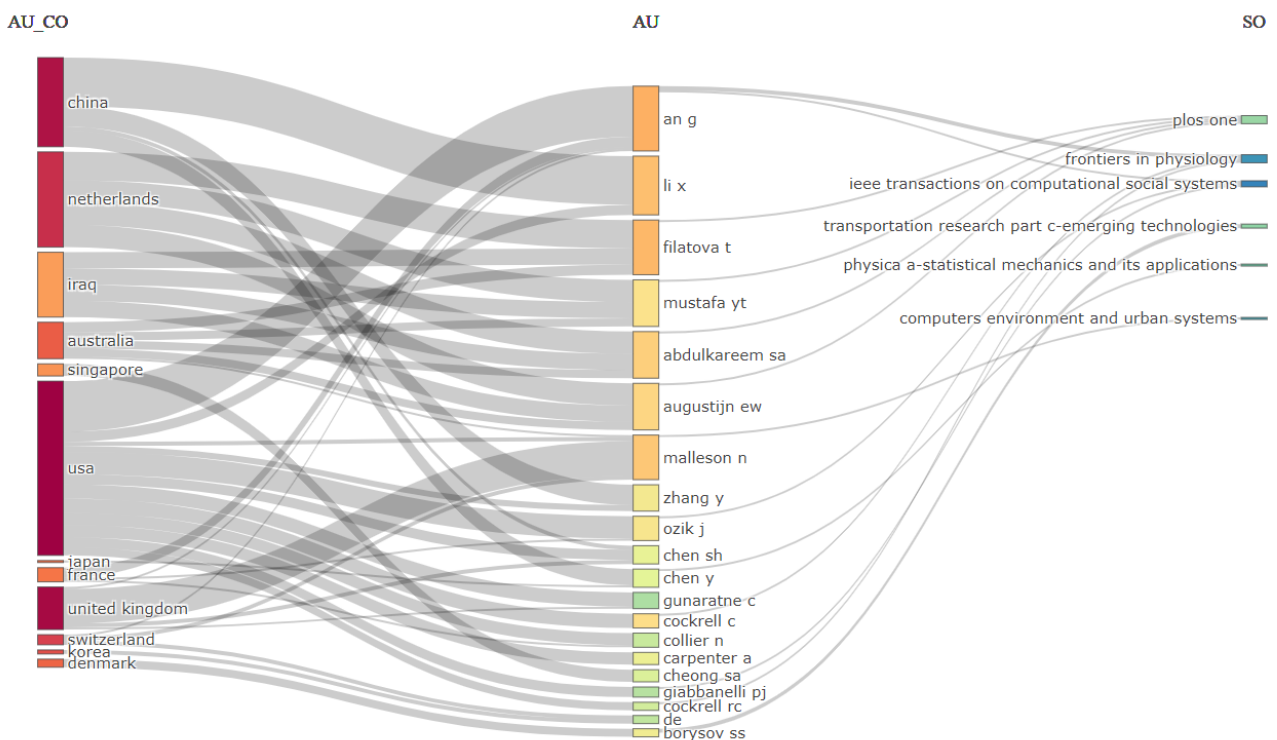 AU_CO
AU
SO
china
netherlands
iraq
australia
singapore
usa
japan
france
united kingdom
switzerland
korea
denmark
an g
li x
filatova t
mustafa yt
abdulkareem sa
augustijn ew
malleson n
zhang y
ozik j
chen sh
chen y
gunaratne c
cockrell c
collier n
carpenter a
cheong sa
giabbanelli pj
cockrell rc
de
borysov ss
plos one
frontiers in physiology
ieee transactions on computational social systems
transportation research part c-emerging technologies
physica a-statistical mechanics and its applications
computers environment and urban systems